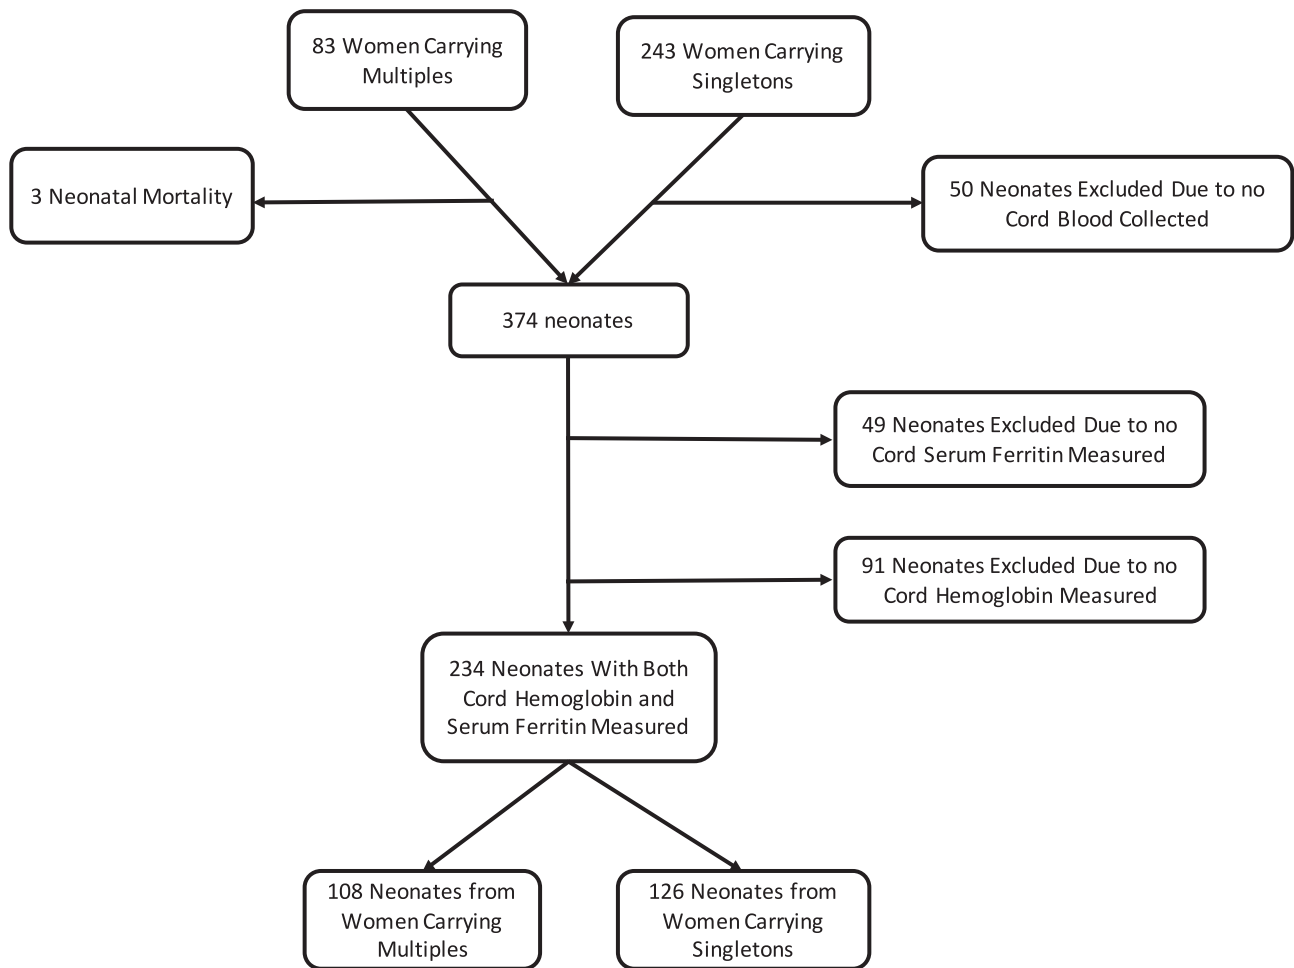 83 Women Carrying
Multiples
243 Women Carrying
Singletons
3 Neonatal Mortality
50 Neonates Excluded Due to no
Cord Blood Collected
374 neonates
49 Neonates Excluded Due to no
Cord Serum Ferritin Measured
91 Neonates Excluded Due to no
Cord Hemoglobin Measured
234 Neonates With Both
Cord Hemoglobin and
Serum Ferritin Measured
108 Neonates from
Women Carrying
Multiples
126 Neonates from
Women Carrying
Singletons